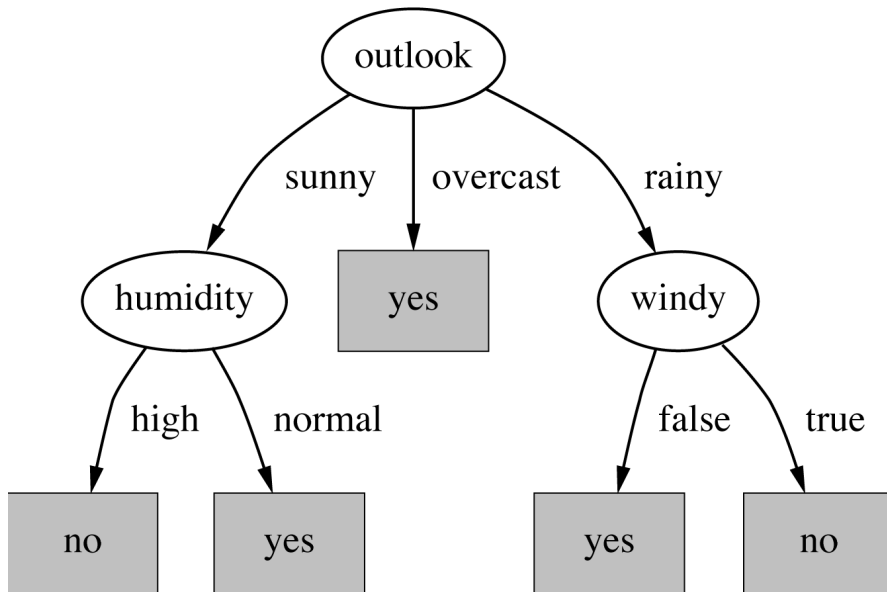 outlook
sunny overcast rainy
humidity yes windy
high normal false true
no yes yes no